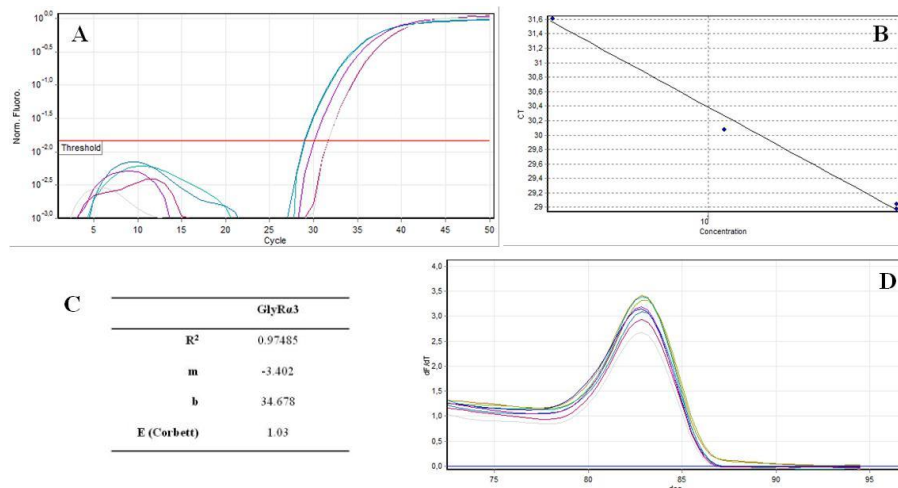 A
10^0.0
10^-0.5
10^-1.0
10^-1.5
10^-2.0
10^-2.5
10^-3.0
Norm. Fluoro.
Threshold
5 10 15 20 25 30 35 40 45 50
Cycle
B
31,6
31,4
31,2
31
30,8
30,6
30,4
30,2
30
29,8
29,6
29,4
29,2
29
CT
10
Concentration
C
GlyRα3
R² 0.97485
m -3.402
b 34.678
E (Corbett) 1.03
D
4,0
3,5
3,0
2,5
2,0
1,5
1,0
0,5
0,0
dF/dT
75 80 85 90 95